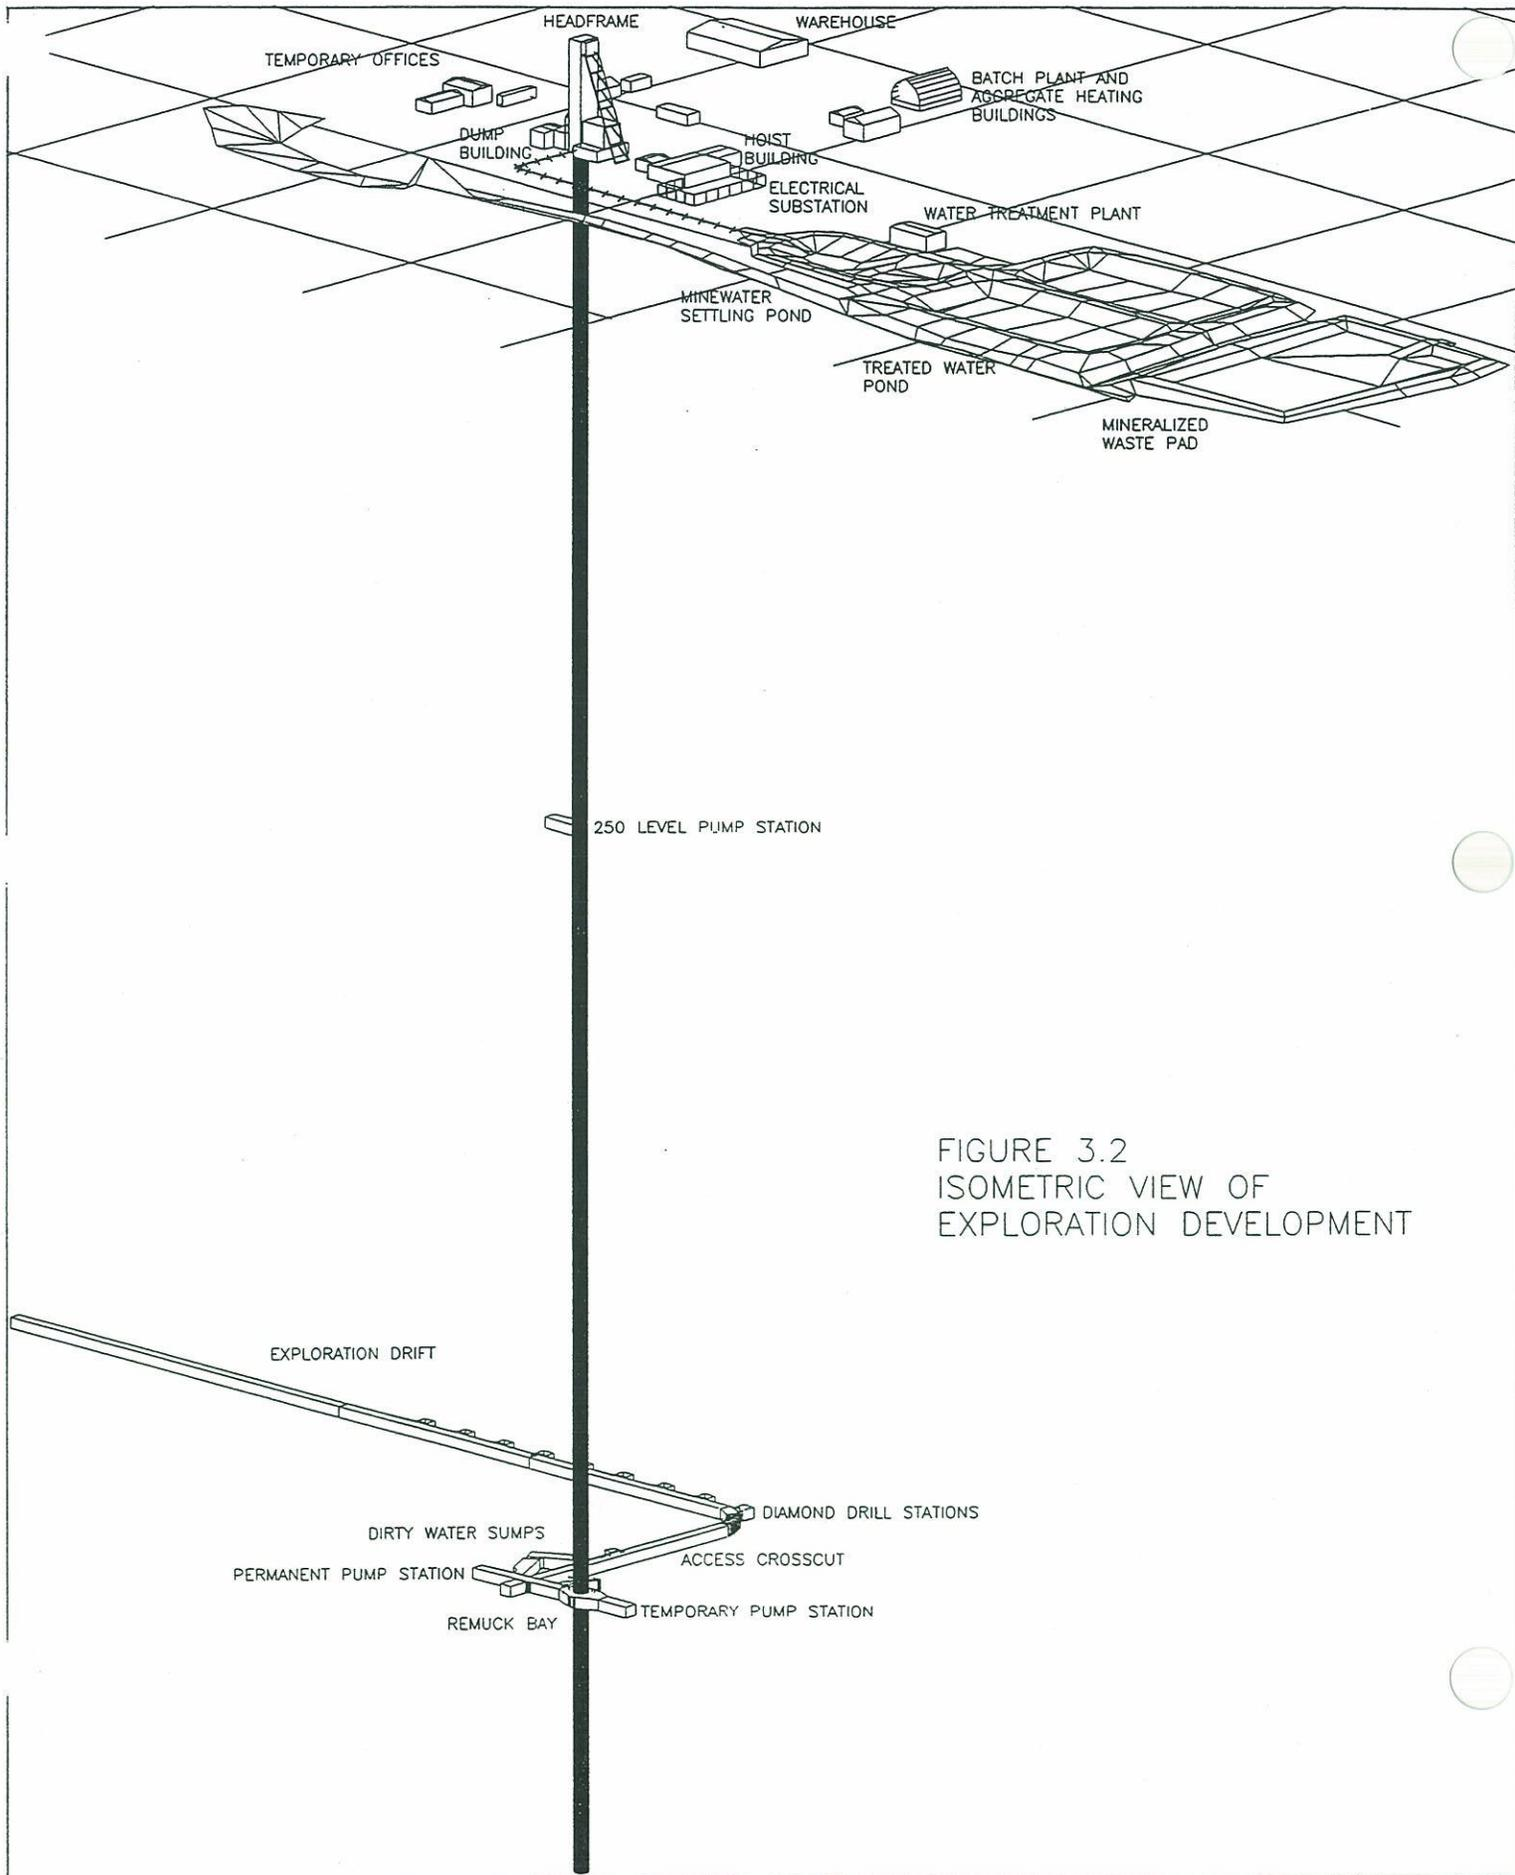 HEADFRAME
WAREHOUSE
TEMPORARY OFFICES
BATCH PLANT AND
AGGREGATE HEATING
BUILDINGS
DUMP
BUILDING
HOIST
BUILDING
ELECTRICAL
SUBSTATION
WATER TREATMENT PLANT
MINEWATER
SETTLING POND
TREATED WATER
POND
MINERALIZED
WASTE PAD
250 LEVEL PUMP STATION
FIGURE 3.2
ISOMETRIC VIEW OF
EXPLORATION DEVELOPMENT
EXPLORATION DRIFT
DIAMOND DRILL STATIONS
DIRTY WATER SUMPS
ACCESS CROSSCUT
PERMANENT PUMP STATION
TEMPORARY PUMP STATION
REMUCK BAY